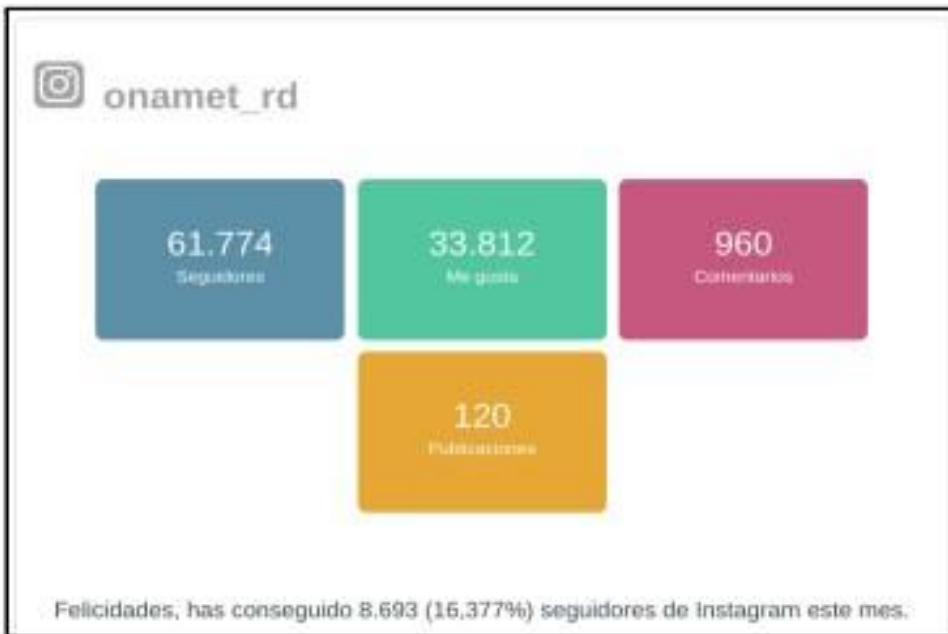 onamet_rd
61.774
Seguidores
33.812
Me gusta
960
Comentarios
120
Publicaciones
Felicidades, has conseguido 8.693 (16,377%) seguidores de Instagram este mes.